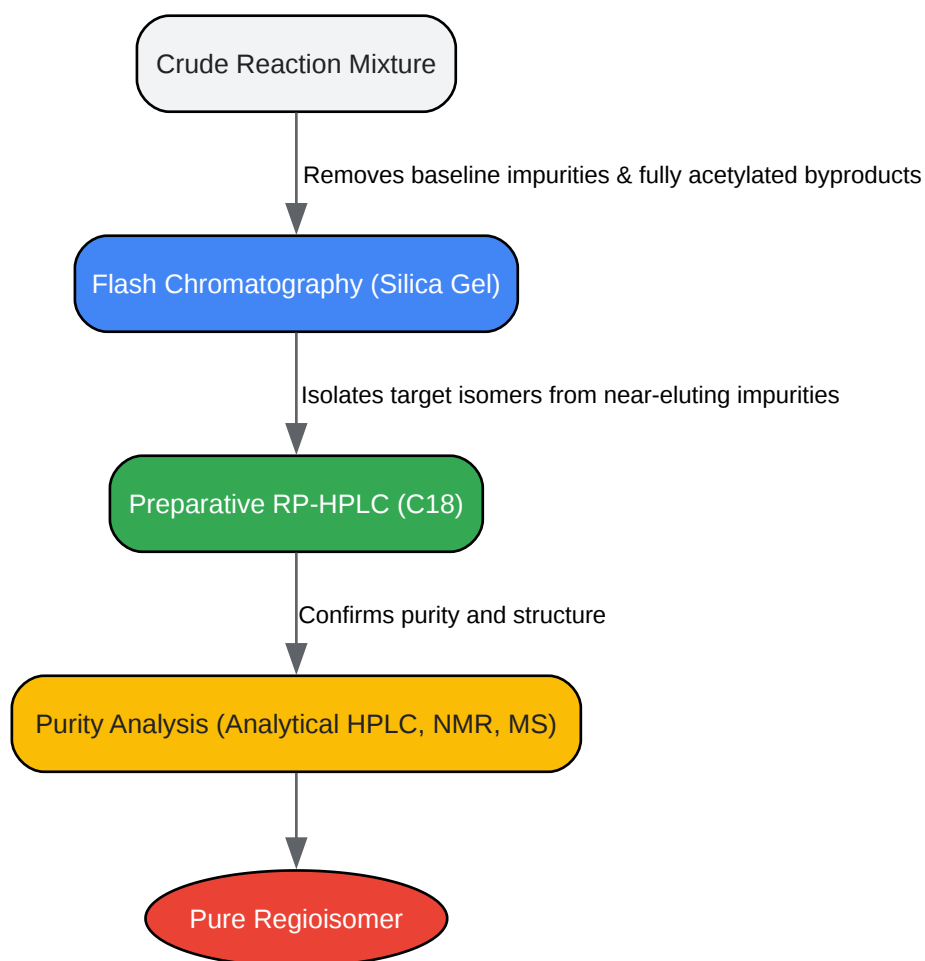 Crude Reaction Mixture
Removes baseline impurities & fully acetylated byproducts
Flash Chromatography (Silica Gel)
Isolates target isomers from near-eluting impurities
Preparative RP-HPLC (C18)
Confirms purity and structure
Purity Analysis (Analytical HPLC, NMR, MS)
Pure Regioisomer